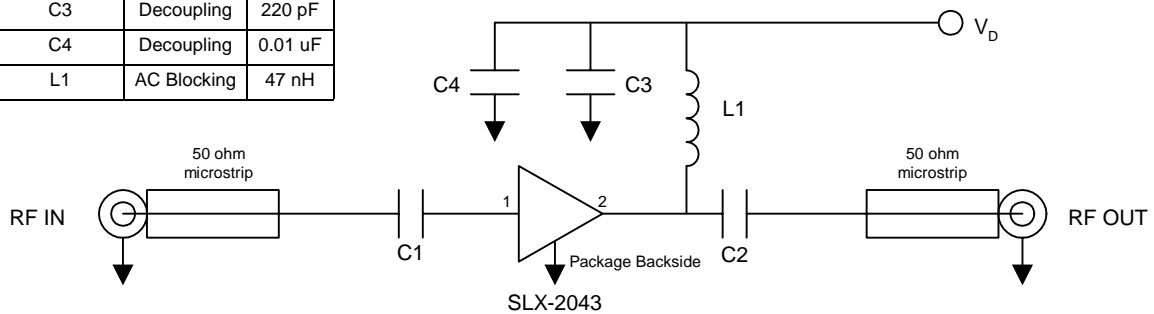 C3 Decoupling 220 pF
C4 Decoupling 0.01 uF
L1 AC Blocking 47 nH
V_D
C4
C3
L1
50 ohm
microstrip
50 ohm
microstrip
RF IN
1
2
RF OUT
C1
Package Backside
C2
SLX-2043